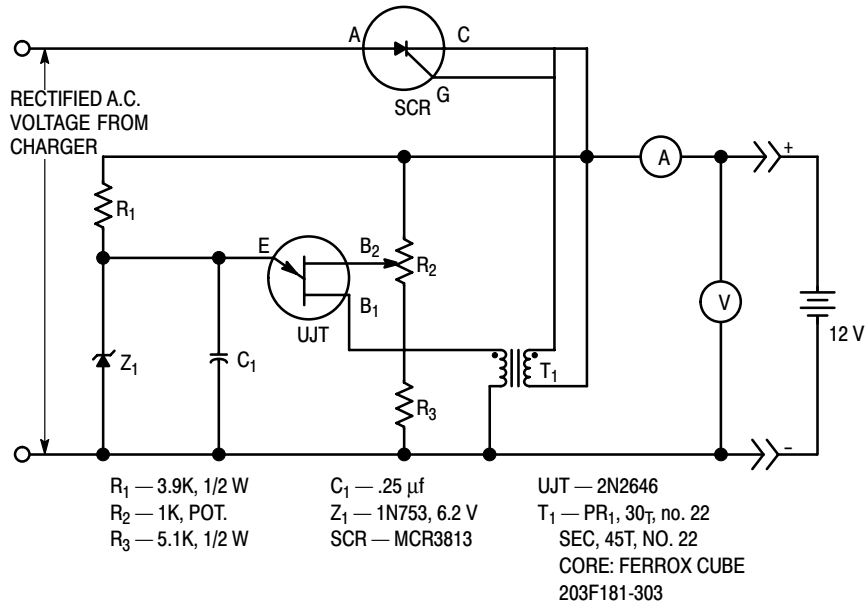 A
C
G
SCR
RECTIFIED A.C.
VOLTAGE FROM
CHARGER
A
+
R1
E
B2
R2
B1
UJT
V
12 V
Z1
C1
T1
R3
–
R1 — 3.9K, 1/2 W
R2 — 1K, POT.
R3 — 5.1K, 1/2 W
C1 — .25 μf
Z1 — 1N753, 6.2 V
SCR — MCR3813
UJT — 2N2646
T1 — PR1, 30T, no. 22
SEC, 45T, NO. 22
CORE: FERROX CUBE
203F181-303